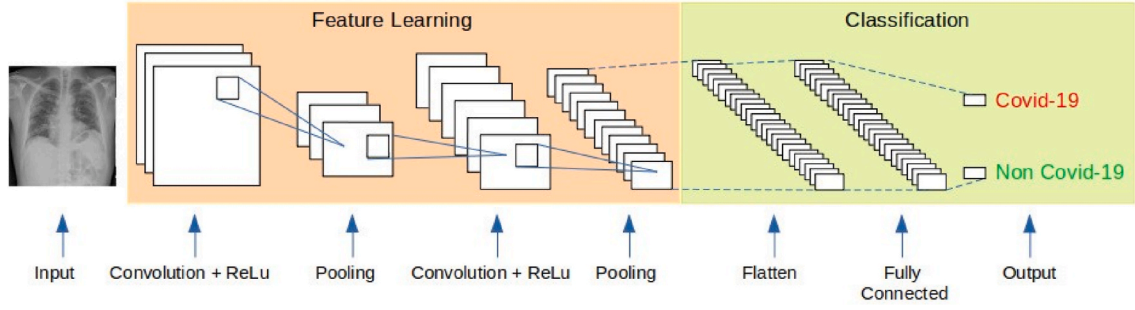 Feature Learning
Classification
Covid-19
Non Covid-19
Input
Convolution + ReLu
Pooling
Convolution + ReLu
Pooling
Flatten
Fully
Connected
Output